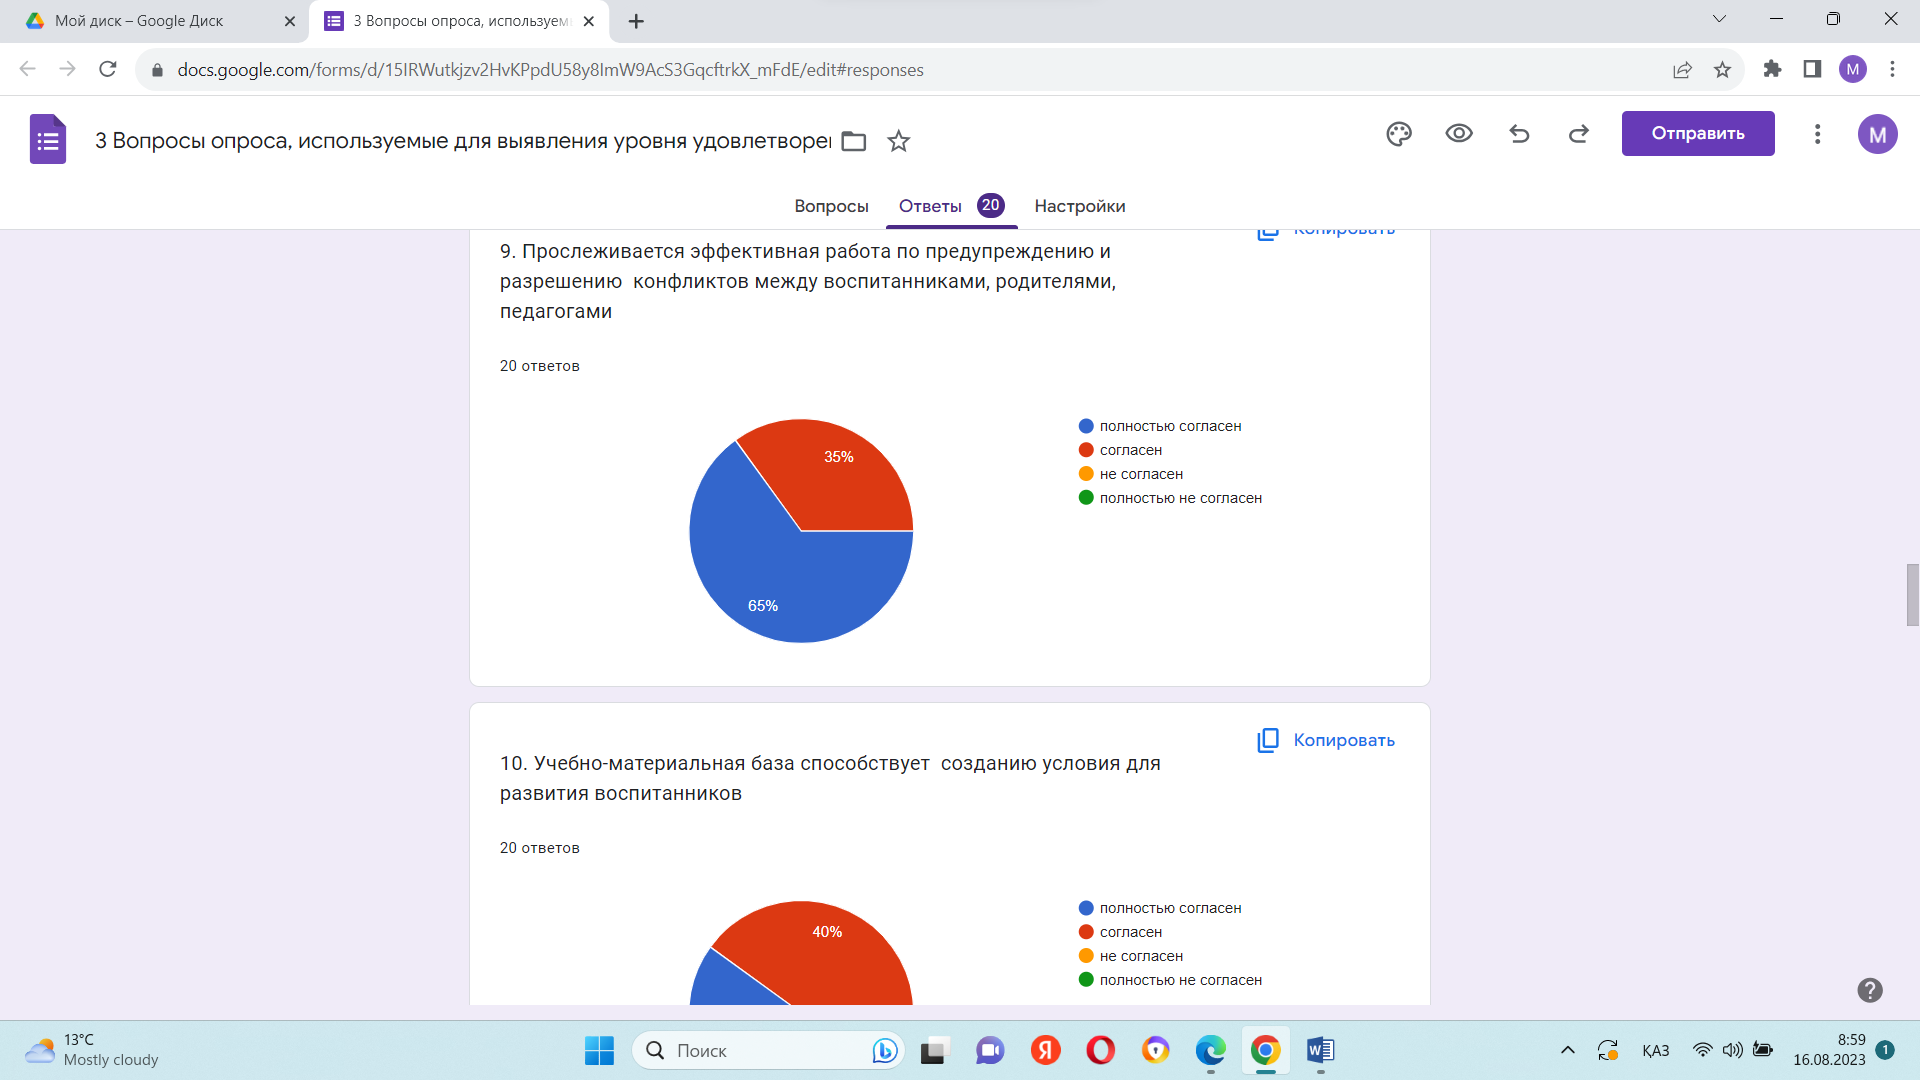 Мой диск – Google Диск
3 Вопросы опроса, используем
docs.google.com/forms/d/15IRWutkjzv2HvKPpdU58y8ImW9AcS3GqcftrkX_mFdE/edit#responses
M
3 Вопросы опроса, используемые для выявления уровня удовлетворен
Отправить
M
Вопросы
Ответы 20
Настройки
Копировать
9. Прослеживается эффективная работа по предупреждению и
разрешению  конфликтов между воспитанниками, родителями,
педагогами
20 ответов
35%
65%
полностью согласен
согласен
не согласен
полностью не согласен
Копировать
10. Учебно-материальная база способствует  созданию условия для
развития воспитанников
20 ответов
40%
полностью согласен
согласен
не согласен
полностью не согласен
13°C
Mostly cloudy
Поиск
ҚАЗ
8:59
16.08.2023
1